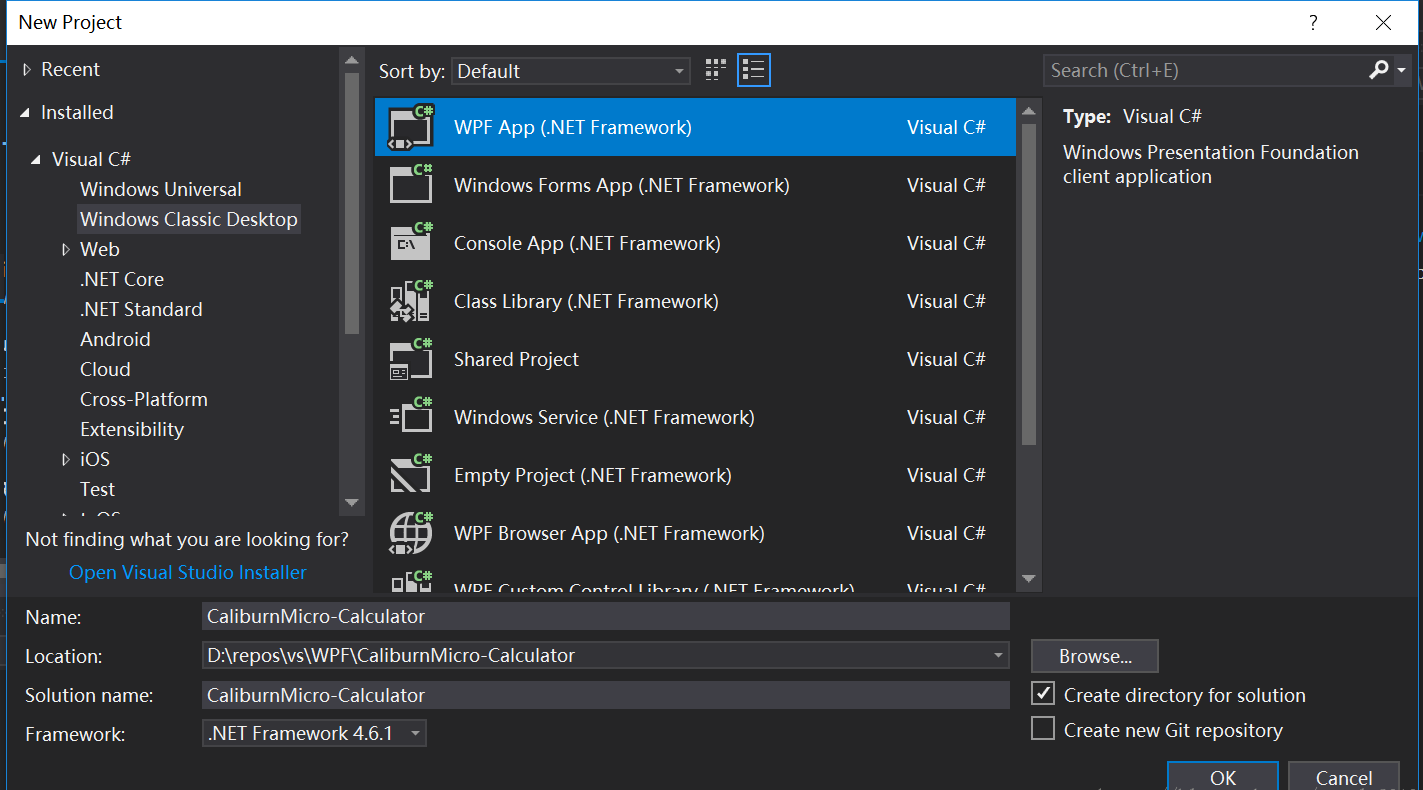 New Project
?
Recent
Installed
Visual C#
Windows Universal
Windows Classic Desktop
Web
.NET Core
.NET Standard
Android
Cloud
Cross-Platform
Extensibility
iOS
Test
Not finding what you are looking for?
Open Visual Studio Installer
Sort by: Default
Search (Ctrl+E)
C# WPF App (.NET Framework) Visual C#
C# Windows Forms App (.NET Framework) Visual C#
C# C:\ Console App (.NET Framework) Visual C#
C# Class Library (.NET Framework) Visual C#
C# Shared Project Visual C#
C# Windows Service (.NET Framework) Visual C#
C# Empty Project (.NET Framework) Visual C#
C# WPF Browser App (.NET Framework) Visual C#
C# WPF Custom Control Library (.NET Framework) Visual C#
Type: Visual C#
Windows Presentation Foundation
client application
Name: CaliburnMicro-Calculator
Location: D:\repos\vs\WPF\CaliburnMicro-Calculator
Browse...
Solution name: CaliburnMicro-Calculator
Create directory for solution
Framework: .NET Framework 4.6.1
Create new Git repository
OK Cancel